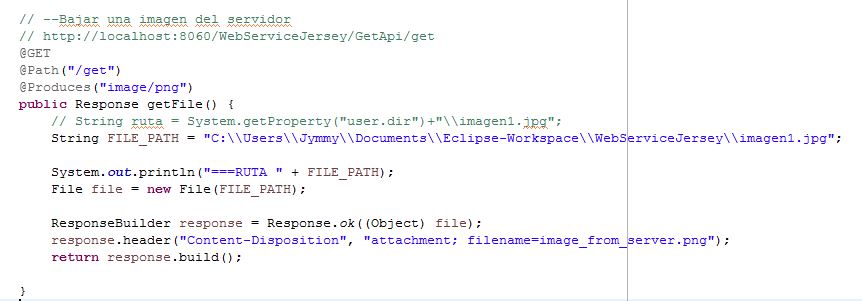 // --Bajar una imagen del servidor
// http://localhost:8060/WebServiceJersey/GetApi/get
@GET
@Path("/get")
@Produces("image/png")
public Response getFile() {
// String ruta = System.getProperty("user.dir")+"\\imagen1.jpg";
String FILE_PATH = "C:\\Users\\Jymmy\\Documents\\Eclipse-Workspace\\WebServiceJersey\\imagen1.jpg";
System.out.println("===RUTA " + FILE_PATH);
File file = new File(FILE_PATH);
ResponseBuilder response = Response.ok((Object) file);
response.header("Content-Disposition", "attachment; filename=image_from_server.png");
return response.build();
}